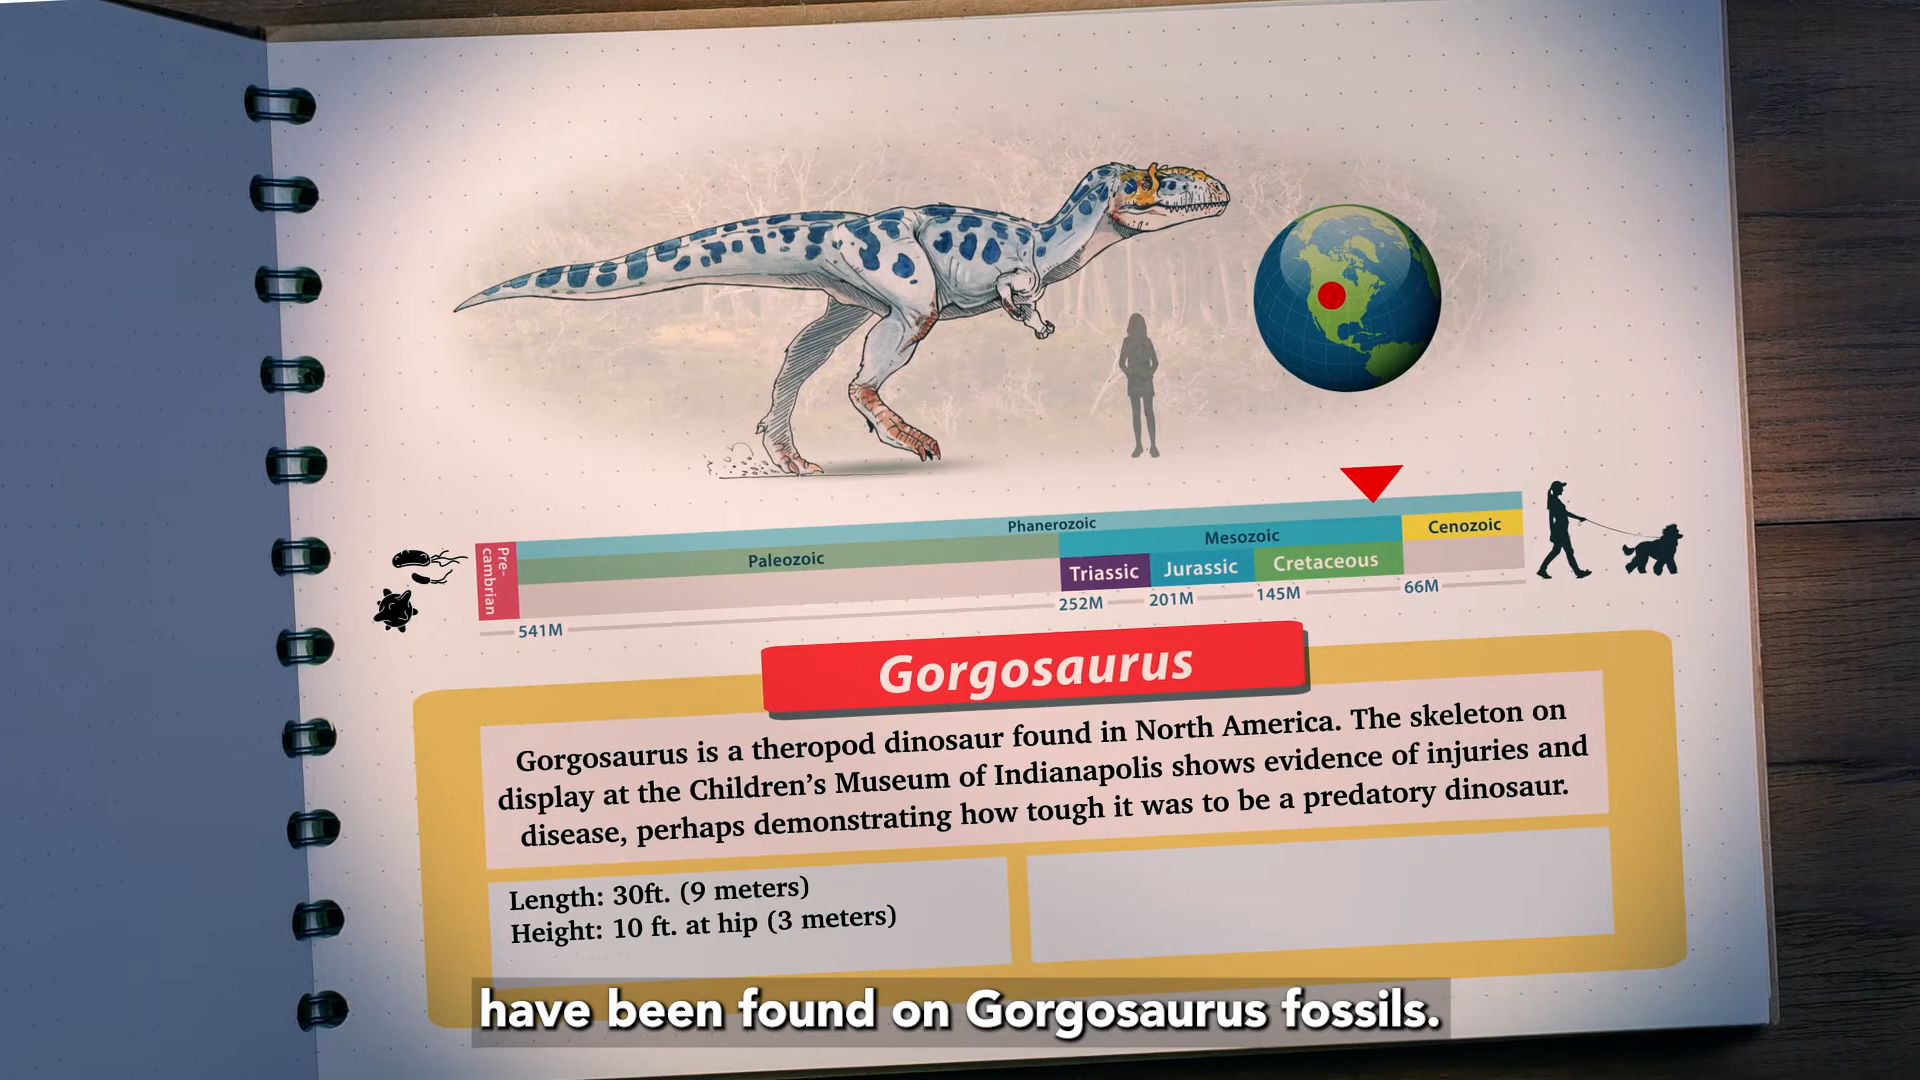 Phanerozoic
Pre-
cambrian
Paleozoic
Mesozoic
Cenozoic
Triassic
Jurassic
Cretaceous
541M
252M
201M
145M
66M
Gorgosaurus
Gorgosaurus is a theropod dinosaur found in North America. The skeleton on
display at the Children’s Museum of Indianapolis shows evidence of injuries and
disease, perhaps demonstrating how tough it was to be a predatory dinosaur.
Length: 30ft. (9 meters)
Height: 10 ft. at hip (3 meters)
have been found on Gorgosaurus fossils.